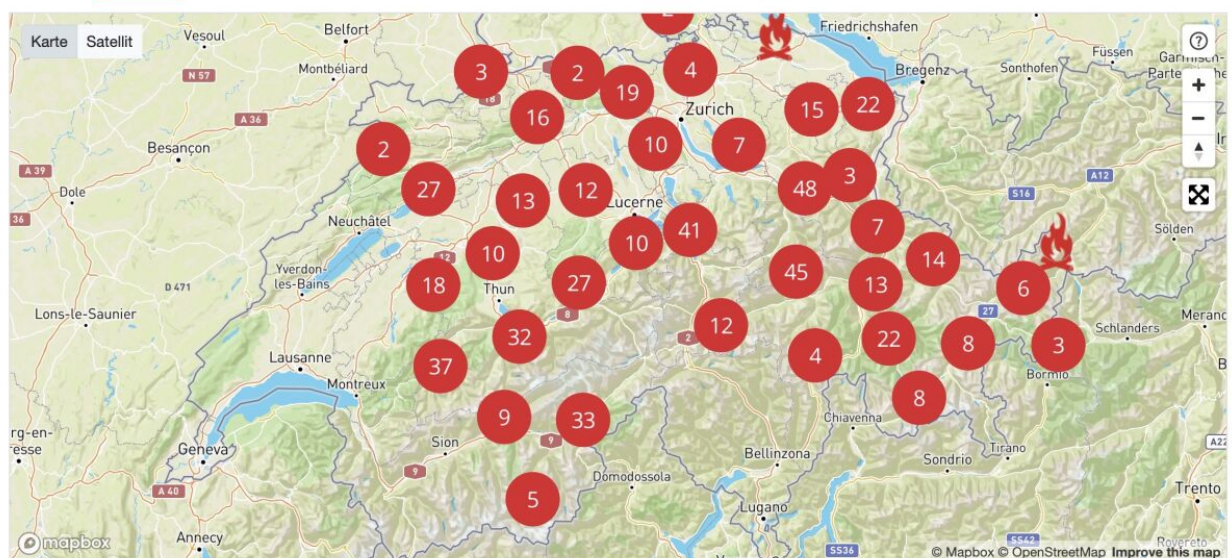 Karte
Satellit
Vesoul
Belfort
Friedrichshafen
Montbéliard
Bregenz
Sonthofen
Füssen
Garmisch-
N 57
3
2
4
18
19
Zurich
15
22
A 36
16
Besançon
A 39
2
10
7
Dole
27
13
12
48
3
S16
A12
36
Neuchâtel
Lucerne
10
41
7
Sölden
Yverdon-
les-Bains
12
10
14
D 471
18
Thun
27
45
13
6
Lons-le-Saunier
8
27
Schlanders
32
2
12
22
8
3
Lausanne
37
4
Bormio
Montreux
8
9
33
Chiavenna
Geneva
Sion
9
9
Bellinzona
Tirano
Sondrio
A 40
5
Domodossola
Lugano
Trento
Annecy
SS36
SS42
Rovereto
mapbox
© Mapbox © OpenStreetMap Improve this map